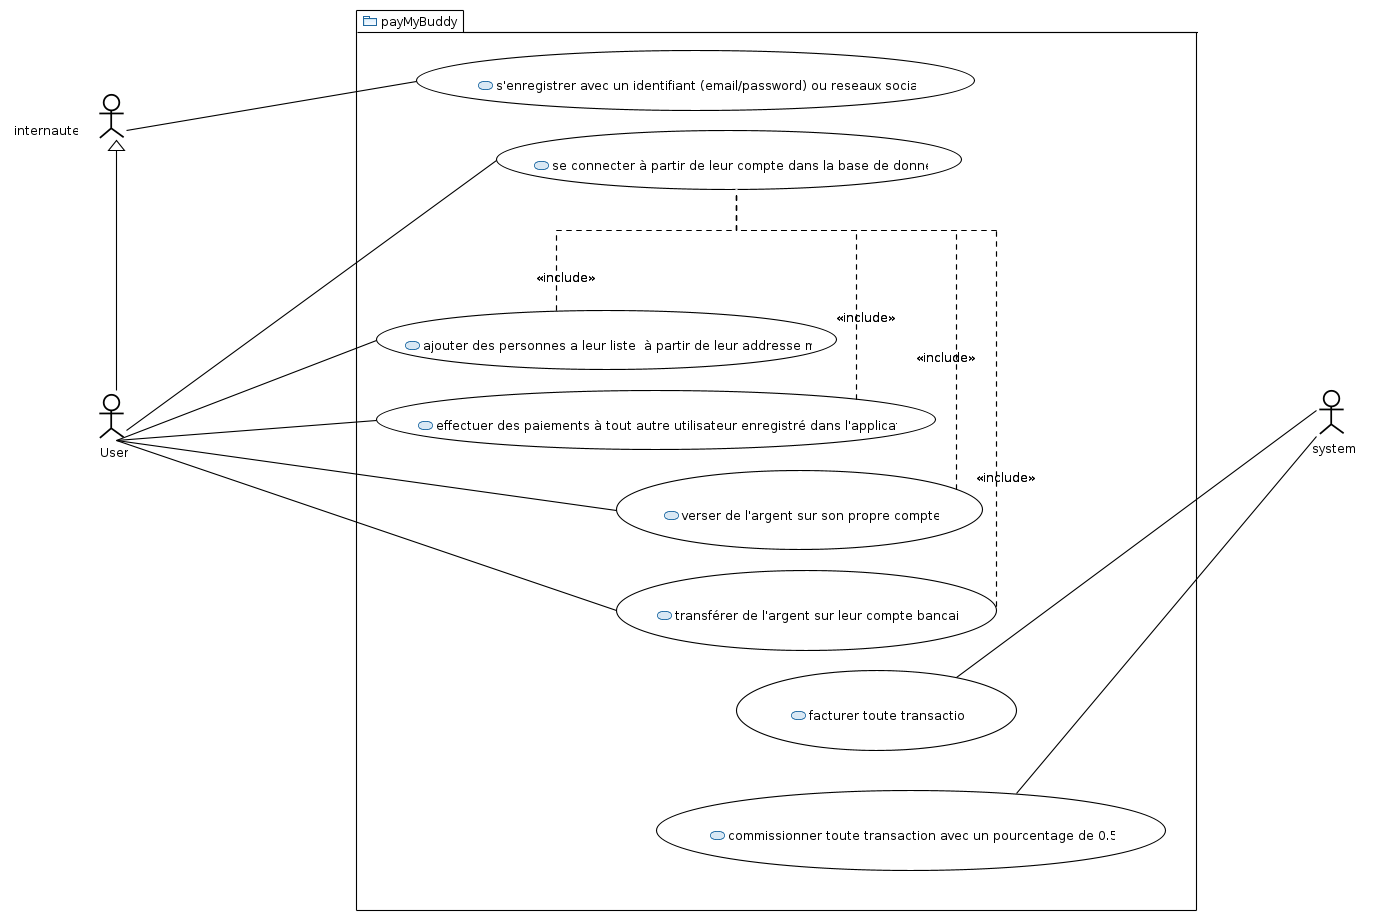 payMyBuddy
s'enregistrer avec un identifiant (email/password) ou reseaux socia
internaute
se connecter à partir de leur compte dans la base de donne
«include»
«include»
ajouter des personnes a leur liste à partir de leur addresse m
«include»
effectuer des paiements à tout autre utilisateur enregistré dans l'applica
User
system
«include»
verser de l'argent sur son propre compte
transférer de l'argent sur leur compte bancai
facturer toute transactio
commissionner toute transaction avec un pourcentage de 0.5